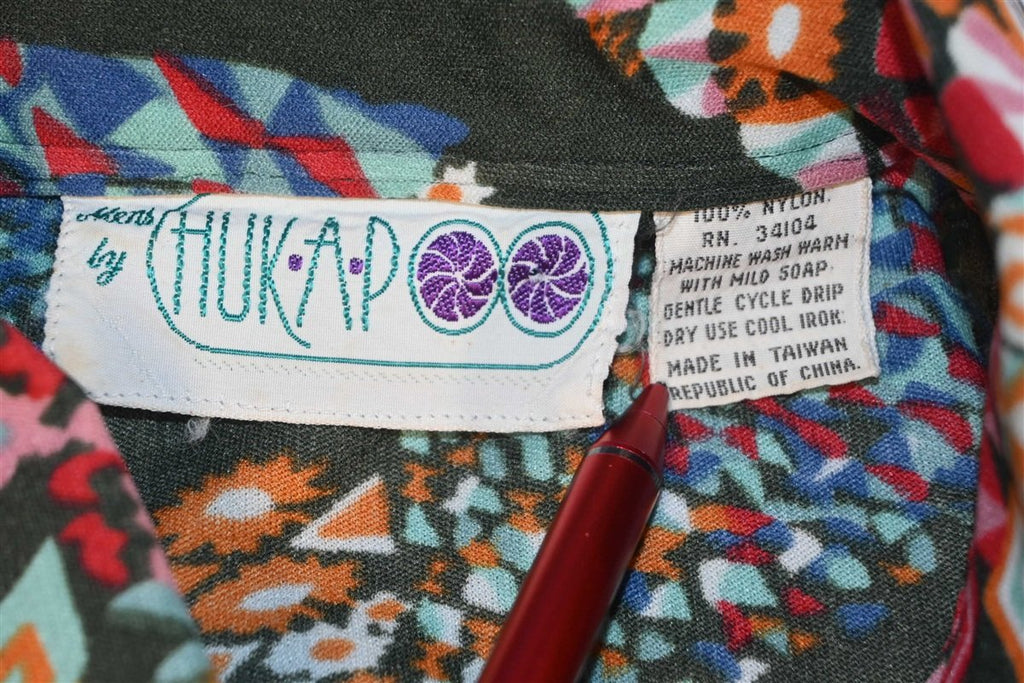 Mens
by
HUK·A·POO
100% NYLON.
RN. 34104
MACHINE WASH WARM
WITH MILD SOAP.
GENTLE CYCLE DRIP
DRY USE COOL IRON.
MADE IN TAIWAN
REPUBLIC OF CHINA.